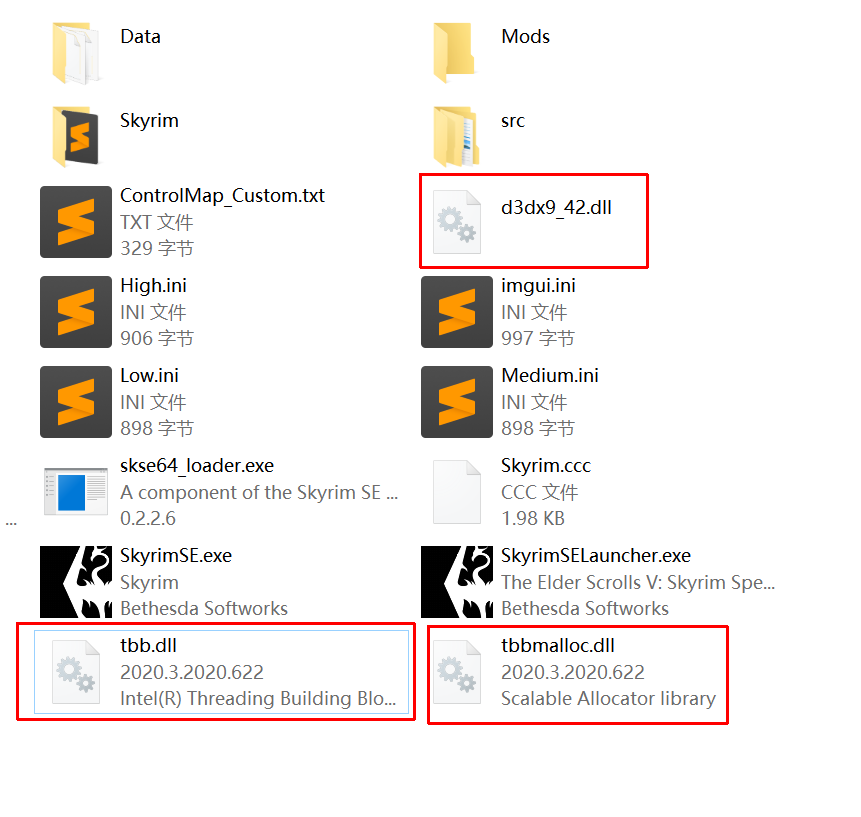 Data
Mods
Skyrim
src
ControlMap_Custom.txt
TXT 文件
329 字节
d3dx9_42.dll
High.ini
INI 文件
906 字节
imgui.ini
INI 文件
997 字节
Low.ini
INI 文件
898 字节
Medium.ini
INI 文件
898 字节
skse64_loader.exe
A component of the Skyrim SE ...
0.2.2.6
Skyrim.ccc
CCC 文件
1.98 KB
...
SkyrimSE.exe
Skyrim
Bethesda Softworks
SkyrimSELauncher.exe
The Elder Scrolls V: Skyrim Spe...
Bethesda Softworks
tbb.dll
2020.3.2020.622
Intel(R) Threading Building Blo...
tbbmalloc.dll
2020.3.2020.622
Scalable Allocator library